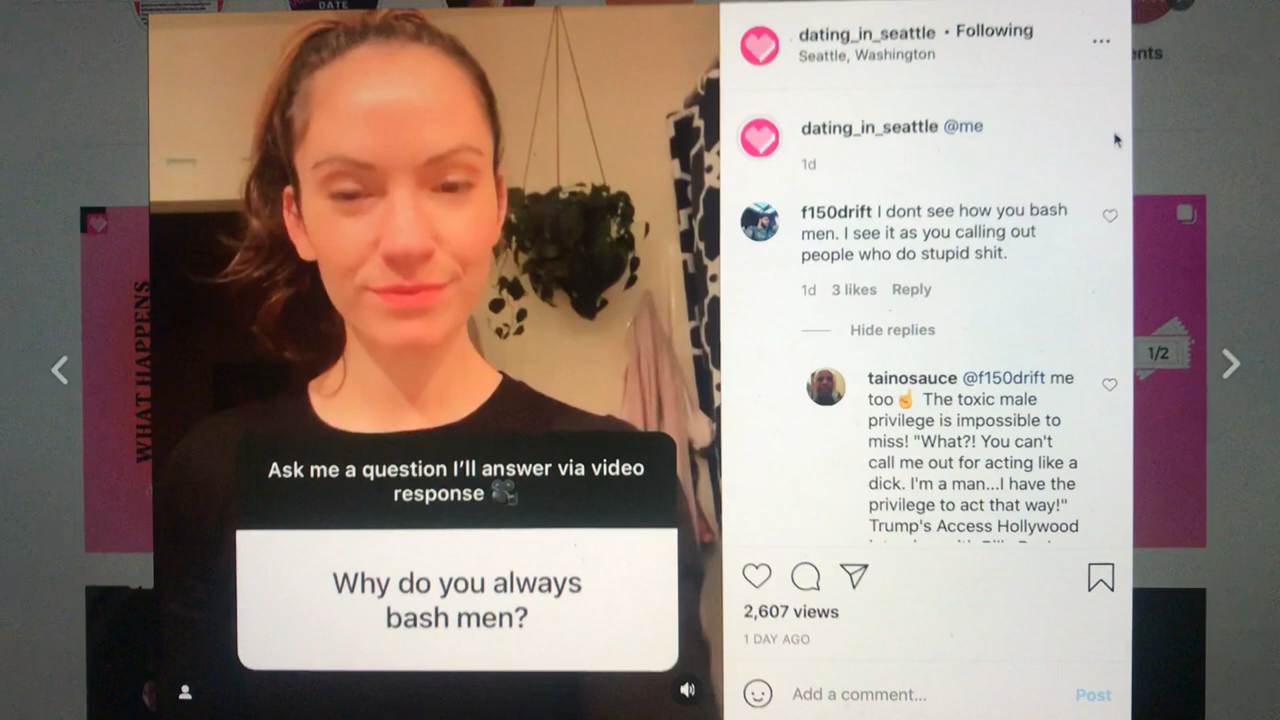 DATE
dating_in_seattle • Following
Seattle, Washington
...
ents
dating_in_seattle @me
1d
f150drift I dont see how you bash
men. I see it as you calling out
people who do stupid shit.
1d 3 likes Reply
Hide replies
tainosauce @f150drift me
too ☝ The toxic male
privilege is impossible to
miss! "What?! You can't
call me out for acting like a
dick. I'm a man...I have the
privilege to act that way!"
Trump's Access Hollywood
WHAT HAPPENS
1/2
Ask me a question I'll answer via video
response 🎥
Why do you always
bash men?
2,607 views
1 DAY AGO
Add a comment... Post